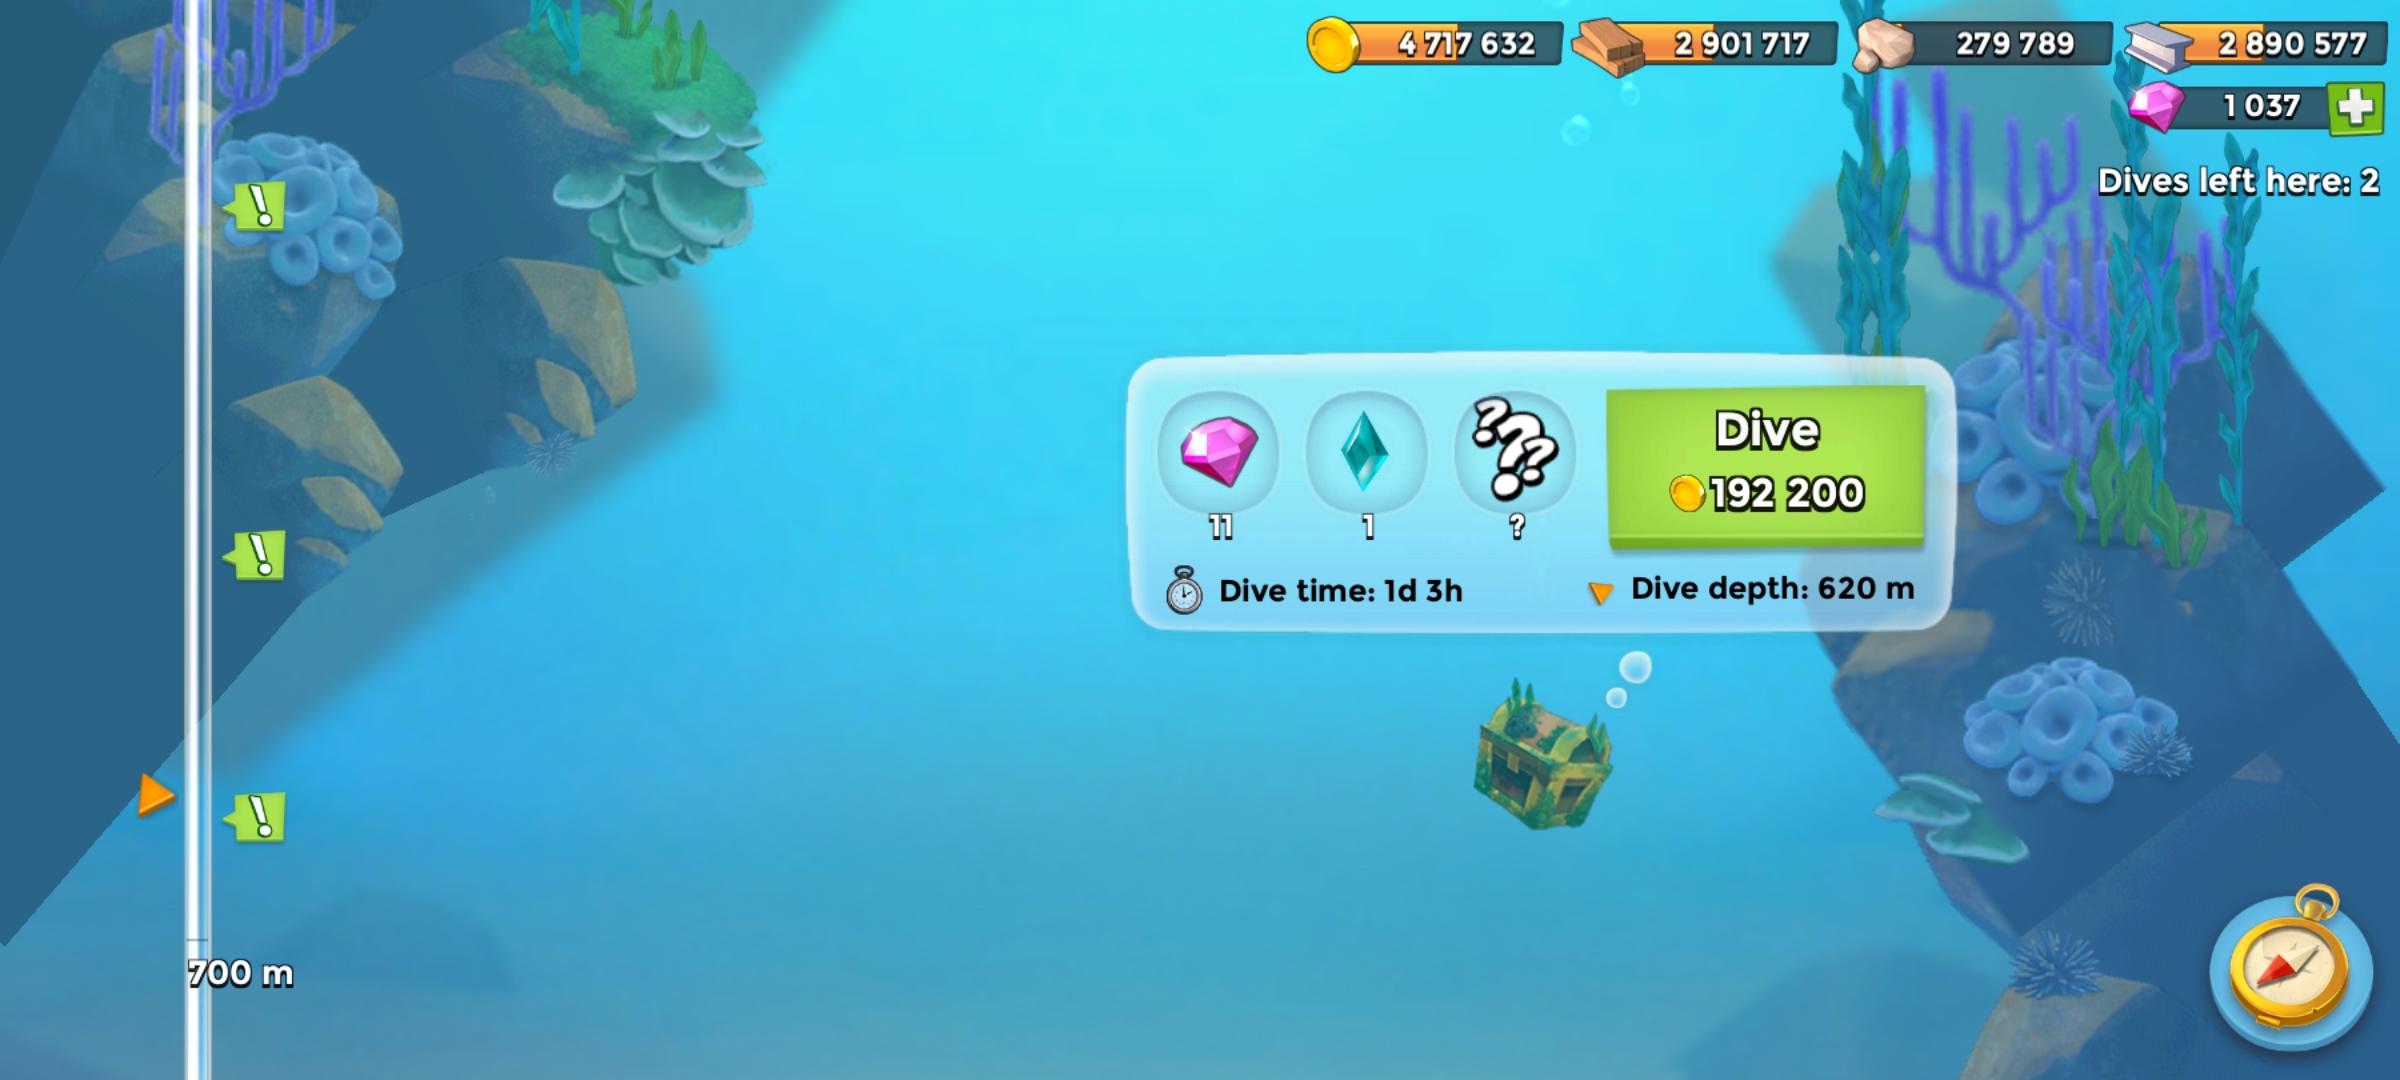 4 717 632
2 901 717
279 789
2 890 577
1 037
Dives left here: 2
!
Dive
192 200
11
1
???
?
!
Dive time: 1d 3h
Dive depth: 620 m
!
700 m